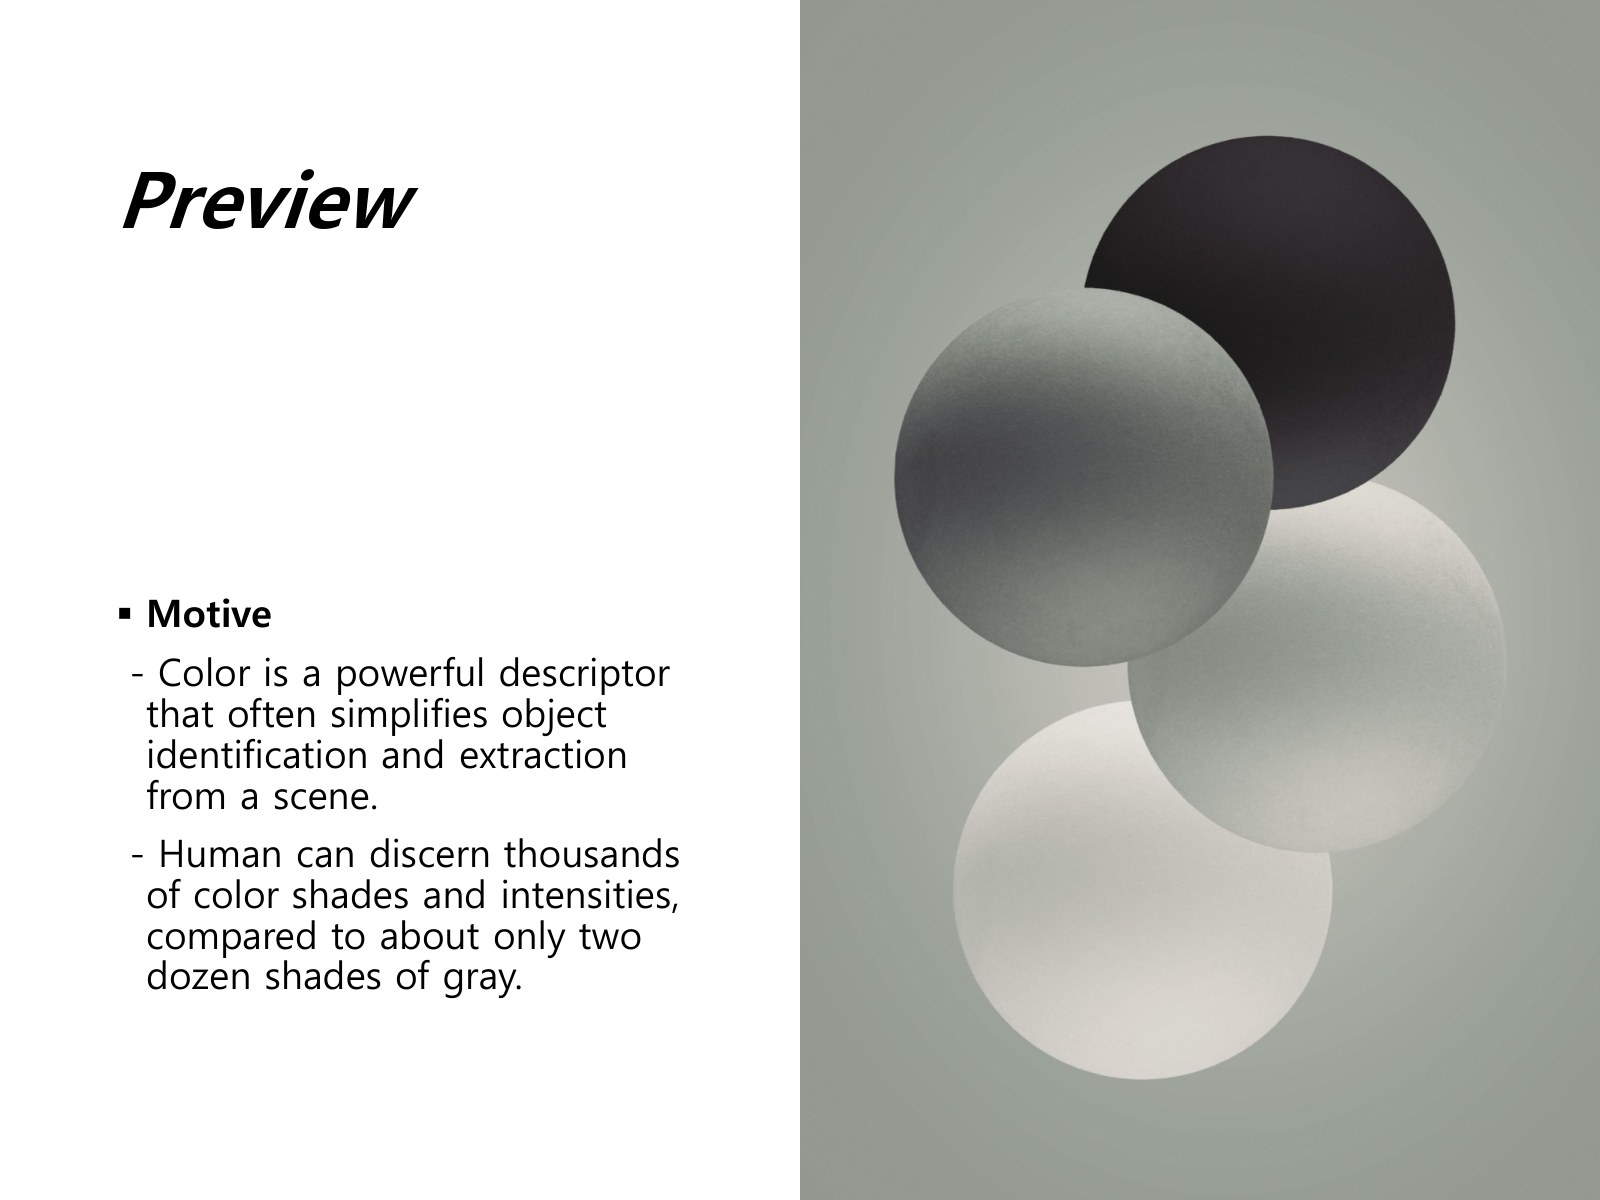 Preview
▪ Motive
- Color is a powerful descriptor
that often simplifies object
identification and extraction
from a scene.
- Human can discern thousands
of color shades and intensities,
compared to about only two
dozen shades of gray.